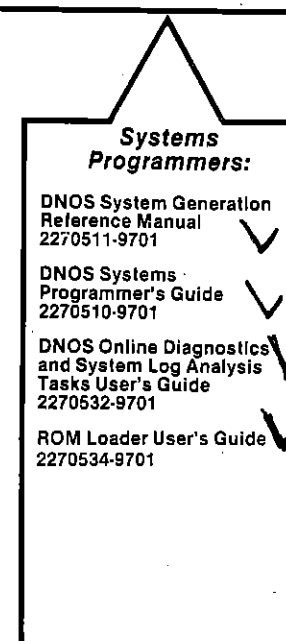 Systems
Programmers:
DNOS System Generation
Reference Manual
2270511-9701
DNOS Systems
Programmer's Guide
2270510-9701
DNOS Online Diagnostics
and System Log Analysis
Tasks User's Guide
2270532-9701
ROM Loader User's Guide
2270534-9701